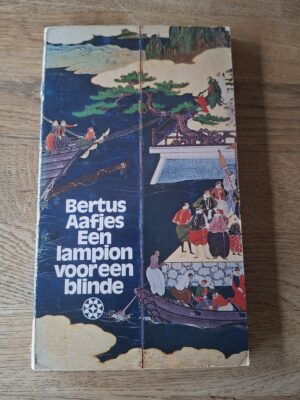 Bertus
Aafjes
Een
lampion
voor een
blinde